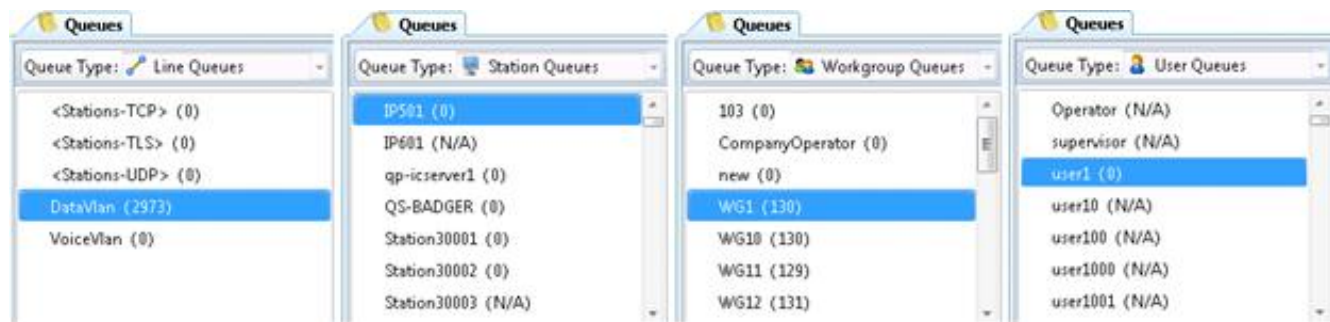 Queues
Queue Type: Line Queues
<Stations-TCP> (0)
<Stations-TLS> (0)
<Stations-UDP> (0)
DataVlan (2973)
VoiceVlan (0)
Queues
Queue Type: Station Queues
IP501 (0)
IP601 (N/A)
qp-icserver1 (0)
QS-BADGER (0)
Station30001 (0)
Station30002 (0)
Station30003 (N/A)
Queues
Queue Type: Workgroup Queues
103 (0)
CompanyOperator (0)
new (0)
WG1 (130)
WG10 (130)
WG11 (129)
WG12 (131)
Queues
Queue Type: User Queues
Operator (N/A)
supervisor (N/A)
user1 (0)
user10 (N/A)
user100 (N/A)
user1000 (N/A)
user1001 (N/A)